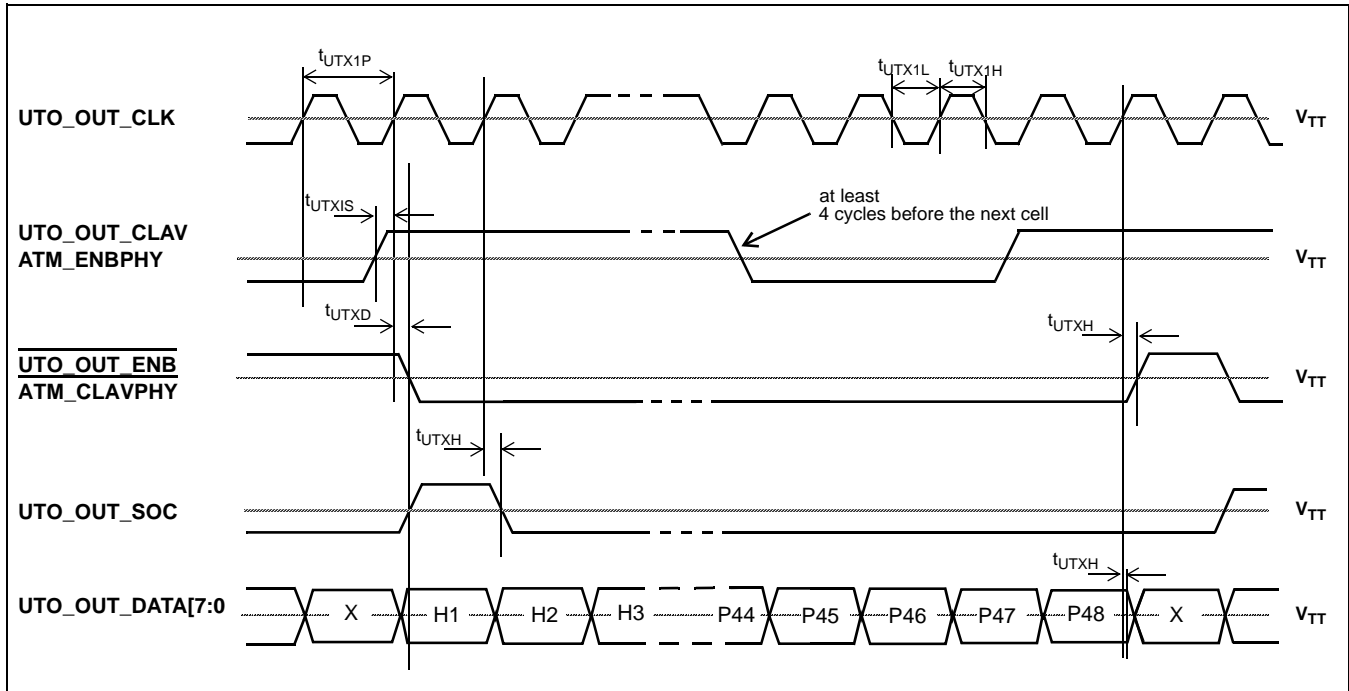 tUTX1P
tUTX1L tUTX1H
UTO_OUT_CLK
VTT
at least
4 cycles before the next cell
tUTXIS
UTO_OUT_CLAV
ATM_ENBPHY
VTT
tUTXD
tUTXH
UTO_OUT_ENB
ATM_CLAVPHY
VTT
tUTXH
UTO_OUT_SOC
VTT
tUTXH
UTO_OUT_DATA[7:0
X H1 H2 H3 P44 P45 P46 P47 P48 X
VTT